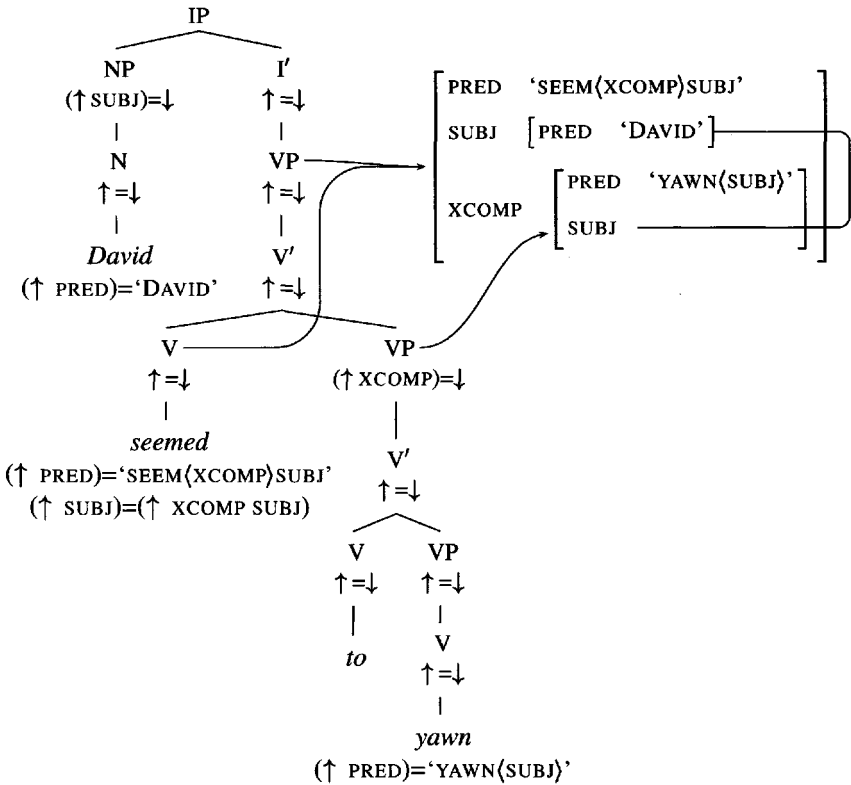 IP
NP I′
(↑ SUBJ)=↓ ↑=↓
N VP
↑=↓ ↑=↓
David V′
(↑ PRED)=‘DAVID’ ↑=↓
PRED ‘SEEM⟨XCOMP⟩SUBJ’
SUBJ [PRED ‘DAVID’]
XCOMP
PRED ‘YAWN⟨SUBJ⟩’
SUBJ
V VP
↑=↓ (↑ XCOMP)=↓
seemed
(↑ PRED)=‘SEEM⟨XCOMP⟩SUBJ’
(↑ SUBJ)=(↑ XCOMP SUBJ)
V′
↑=↓
V VP
↑=↓ ↑=↓
to V
↑=↓
yawn
(↑ PRED)=‘YAWN⟨SUBJ⟩’